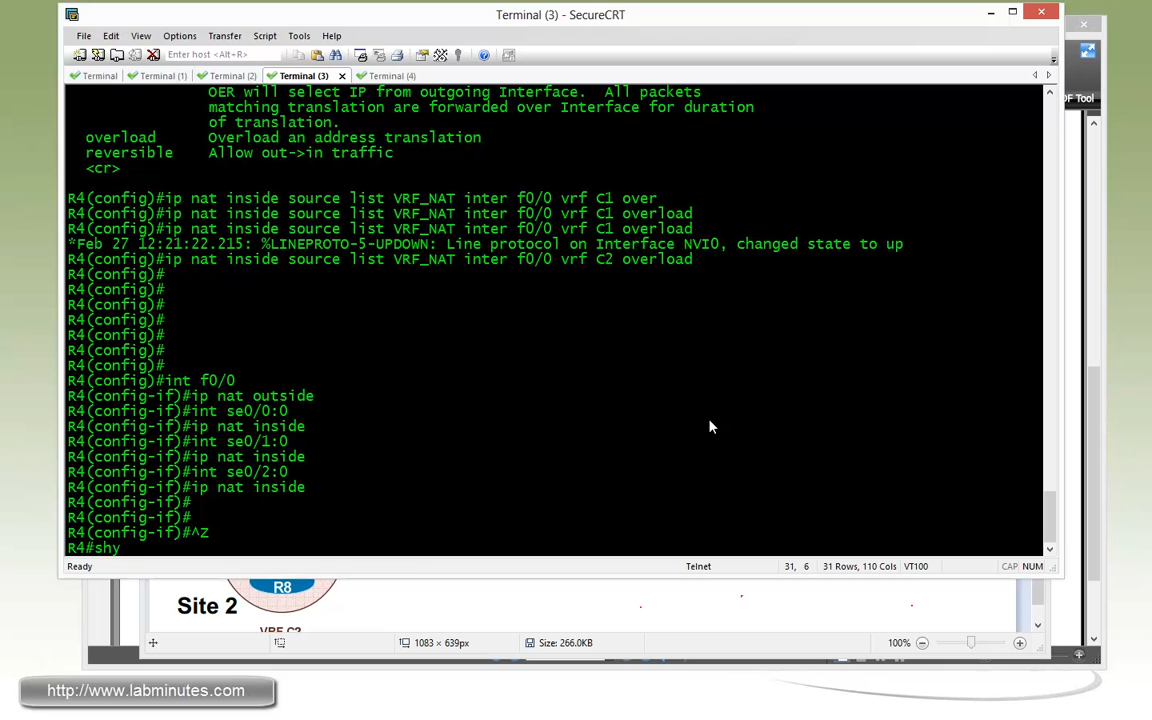 Terminal (3) - SecureCRT
File Edit View Options Transfer Script Tools Help
Enter host <Alt+R>
Terminal Terminal (1) Terminal (2) Terminal (3) Terminal (4)
DF Tool
OER will select IP from outgoing Interface.  All packets
matching translation are forwarded over Interface for duration
of translation.
overload      Overload an address translation
reversible    Allow out->in traffic
<cr>
R4(config)#ip nat inside source list VRF_NAT inter f0/0 vrf C1 over
R4(config)#ip nat inside source list VRF_NAT inter f0/0 vrf C1 overload
R4(config)#ip nat inside source list VRF_NAT inter f0/0 vrf C1 overload
*Feb 27 12:21:22.215: %LINEPROTO-5-UPDOWN: Line protocol on Interface NVI0, changed state to up
R4(config)#ip nat inside source list VRF_NAT inter f0/0 vrf C2 overload
R4(config)#
R4(config)#
R4(config)#
R4(config)#
R4(config)#
R4(config)#
R4(config)#
R4(config)#int f0/0
R4(config-if)#ip nat outside
R4(config-if)#int se0/0:0
R4(config-if)#ip nat inside
R4(config-if)#int se0/1:0
R4(config-if)#ip nat inside
R4(config-if)#int se0/2:0
R4(config-if)#ip nat inside
R4(config-if)#
R4(config-if)#
R4(config-if)#^Z
R4#shy
Ready Telnet 31, 6 31 Rows, 110 Cols VT100 CAP NUM
R8
Site 2
VRF C2
1083 × 639px Size: 266.0KB 100%
http://www.labminutes.com